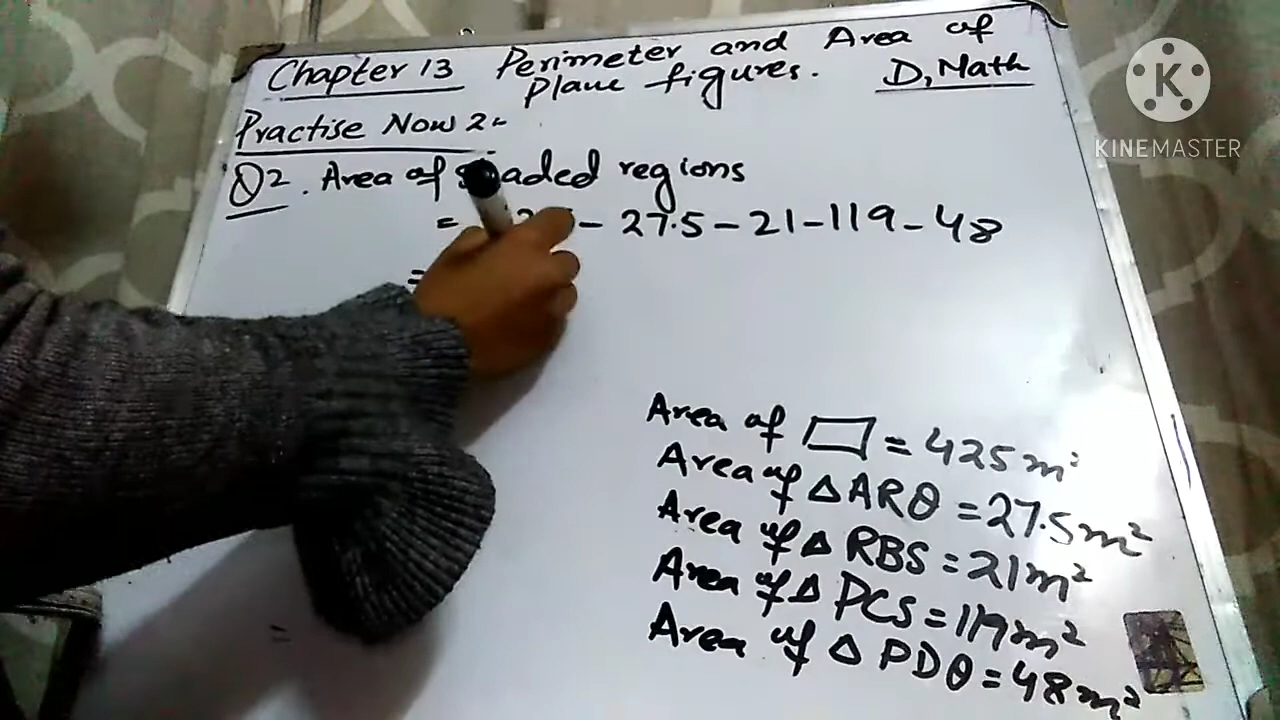 Chapter 13 Perimeter and Area of
Plane figures. D, Math
Practise Now 2:-
Q2. Area of shaded regions
= - 27.5 - 21 - 119 - 48
=
Area of ▱ = 425 m²
Area of △ ARQ = 27.5 m²
Area of △ RBS = 21 m²
Area of △ PCS = 119 m²
Area of △ PDQ = 48 m²
K
KINEMASTER